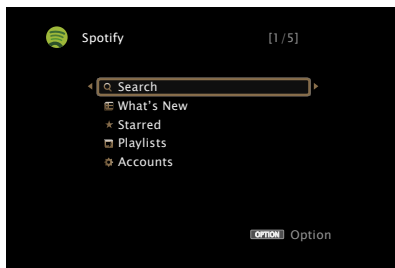 Spotify [1/5]
Search
What's New
Starred
Playlists
Accounts
OPTION Option